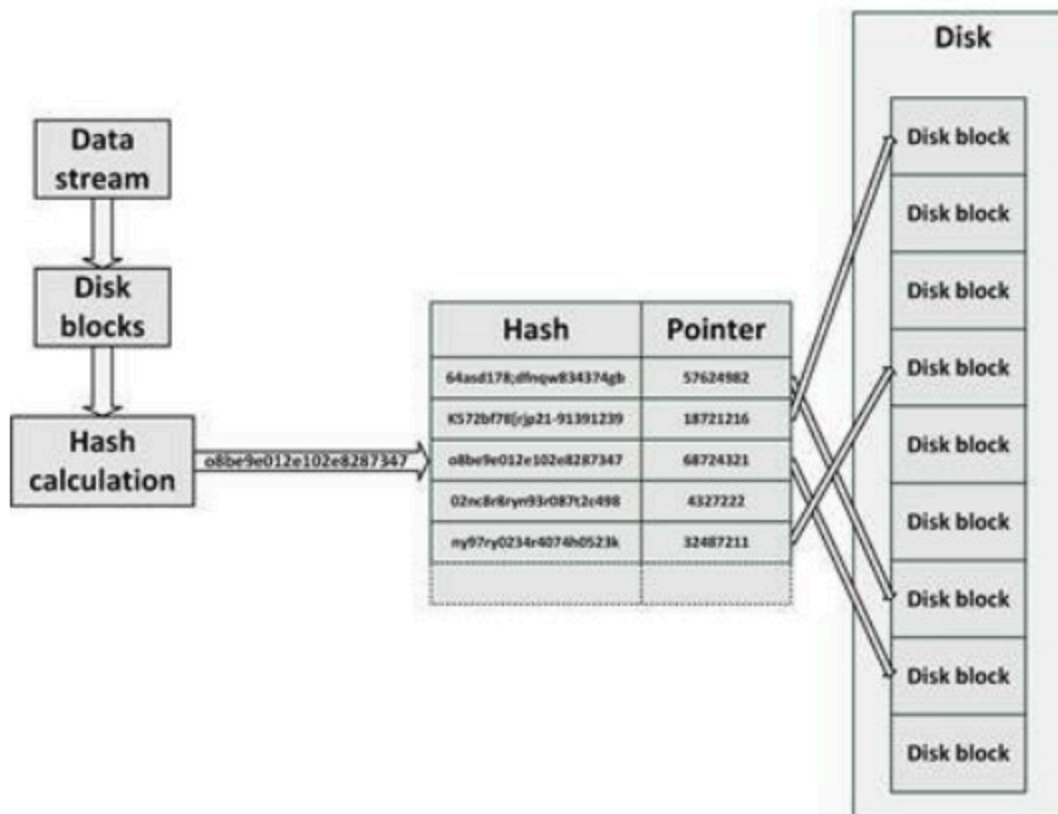 Data
stream
Disk
blocks
Hash
calculation
o8be9e012e102e8287347
Hash Pointer
64asd178;dfnqw834374gb 57624982
K572bf78[rjp21-91391239 18721216
o8be9e012e102e8287347 68724321
02nc8r8ryn93r087t2c498 4327222
ny97ry0234r4074h0523k 32487211
Disk
Disk block
Disk block
Disk block
Disk block
Disk block
Disk block
Disk block
Disk block
Disk block